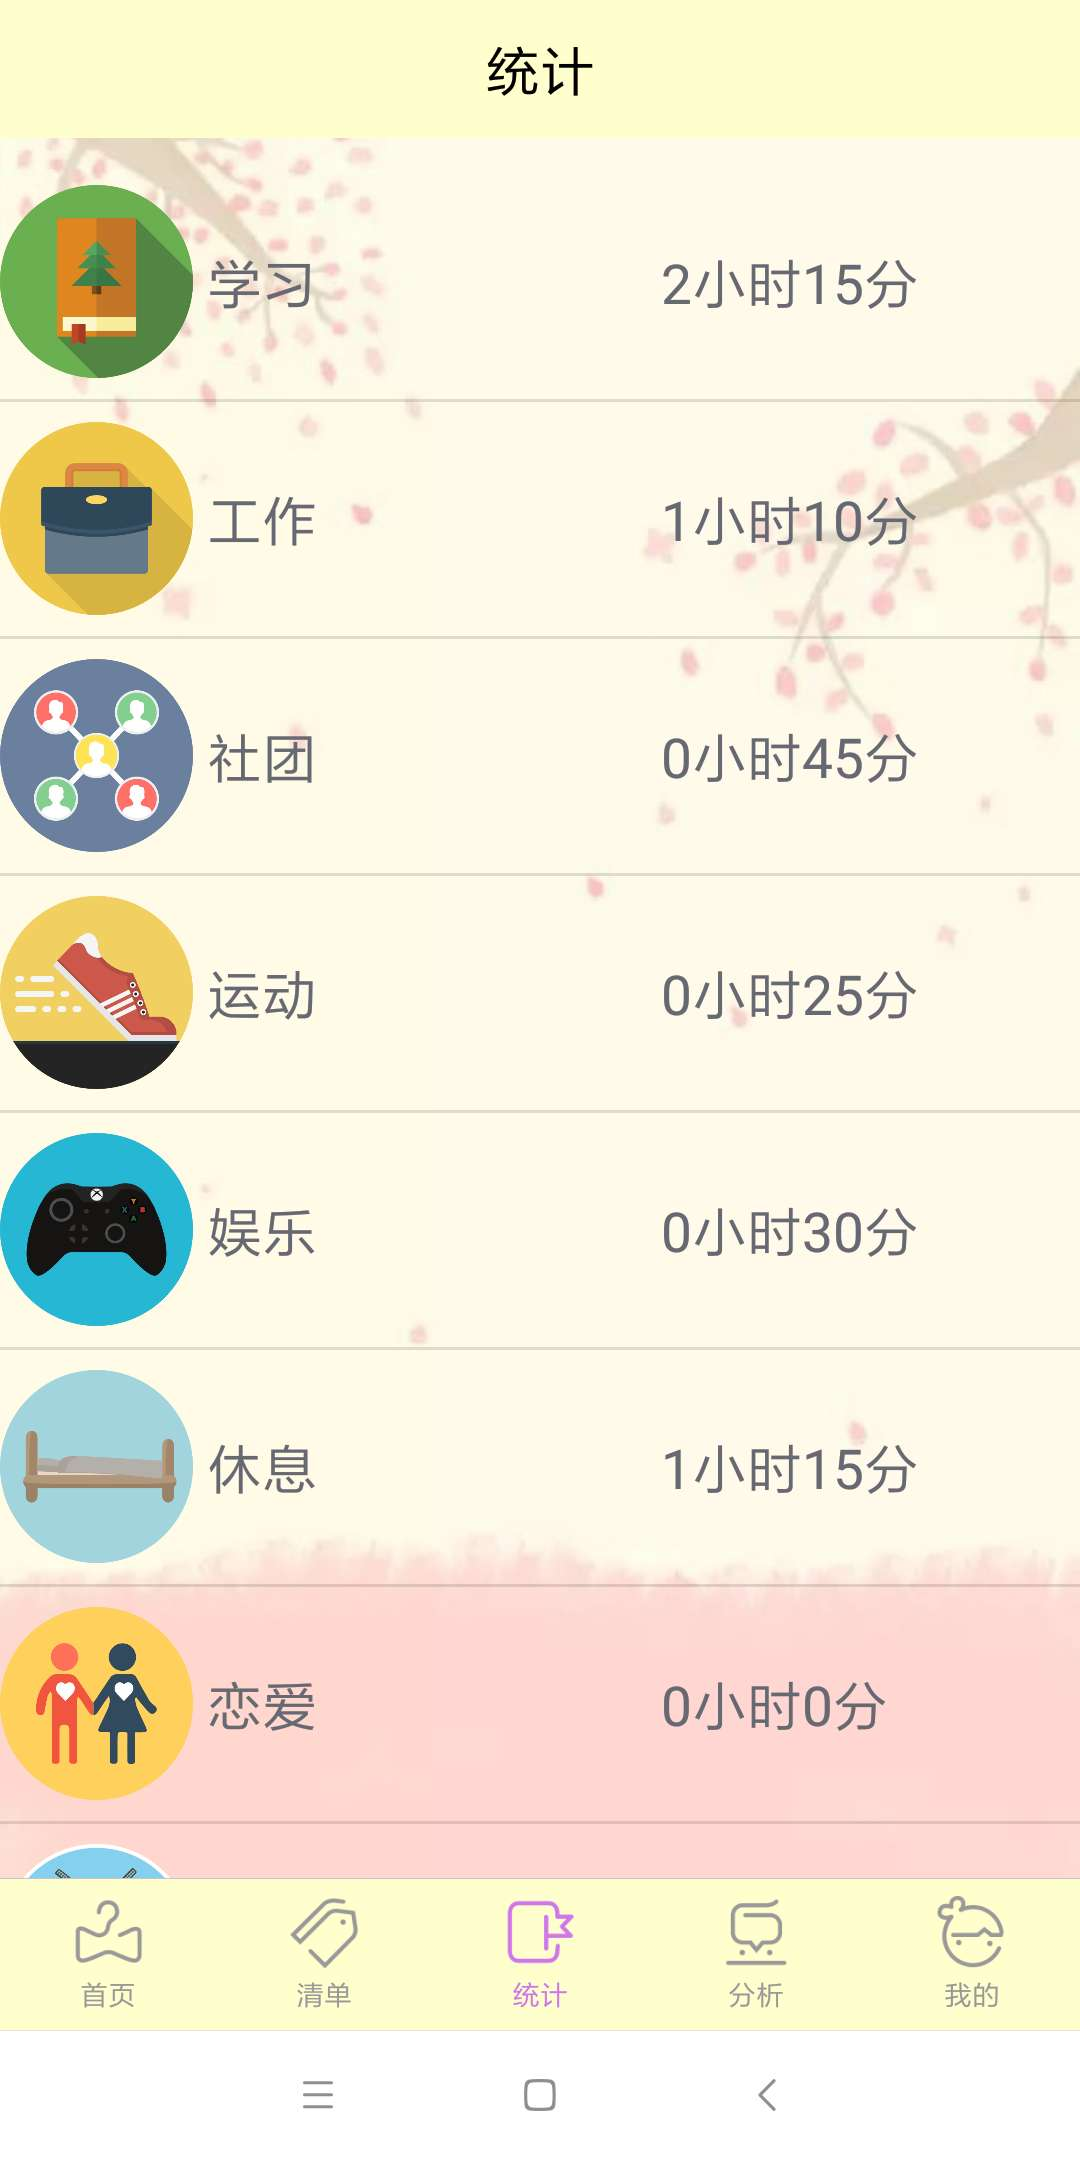 统计
学习 2小时15分
工作 1小时10分
社团 0小时45分
运动 0小时25分
娱乐 0小时30分
休息 1小时15分
恋爱 0小时0分
首页 清单 统计 分析 我的